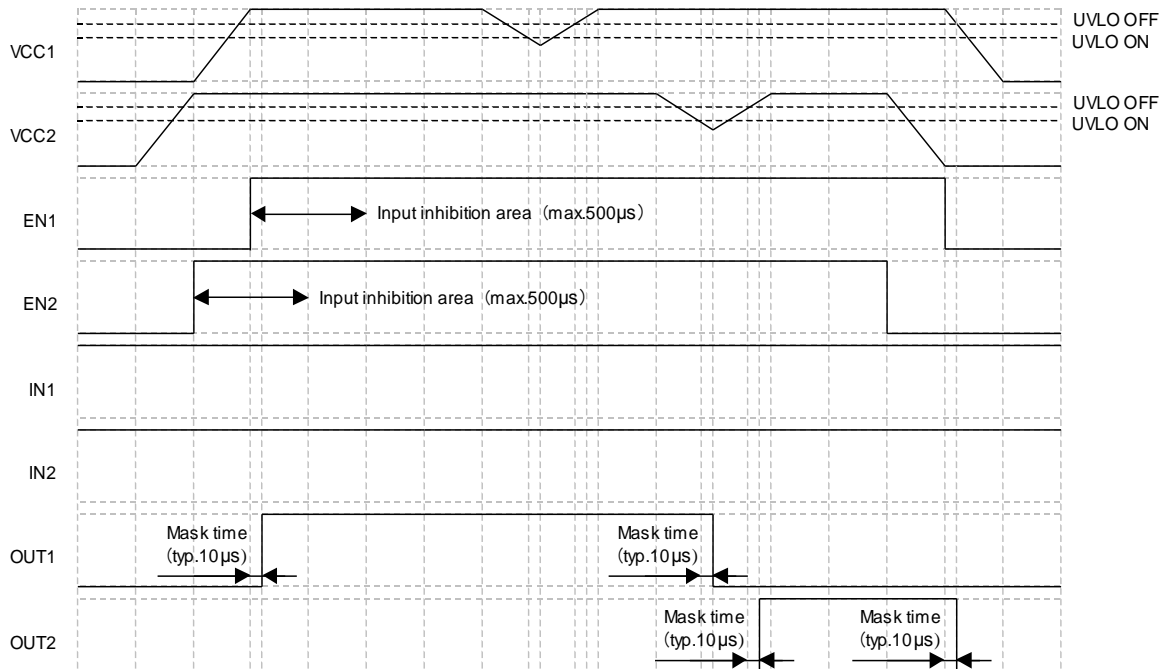 VCC1
UVLO OFF
UVLO ON
VCC2
UVLO OFF
UVLO ON
EN1
Input inhibition area (max.500μs)
EN2
Input inhibition area (max.500μs)
IN1
IN2
OUT1
Mask time
(typ.10μs)
Mask time
(typ.10μs)
OUT2
Mask time
(typ.10μs)
Mask time
(typ.10μs)